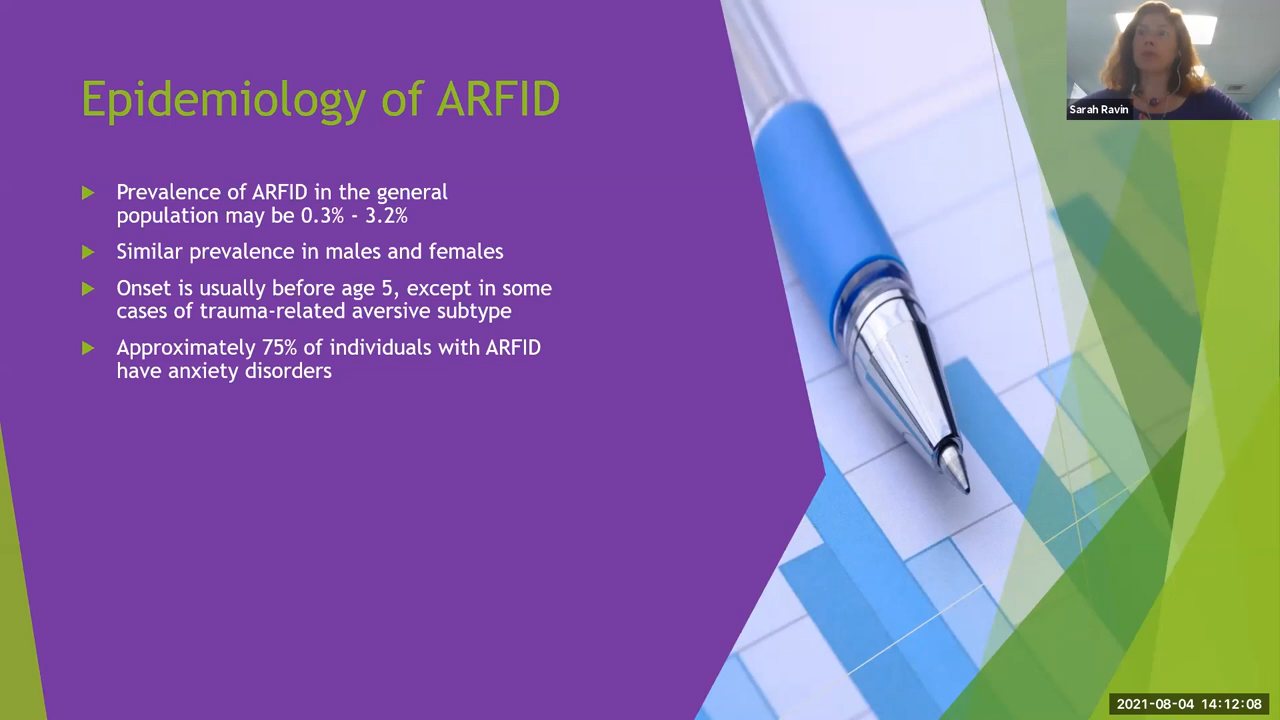 Epidemiology of ARFID
Prevalence of ARFID in the general
population may be 0.3% - 3.2%
Similar prevalence in males and females
Onset is usually before age 5, except in some
cases of trauma-related aversive subtype
Approximately 75% of individuals with ARFID
have anxiety disorders
Sarah Ravin
2021-08-04 14:12:08